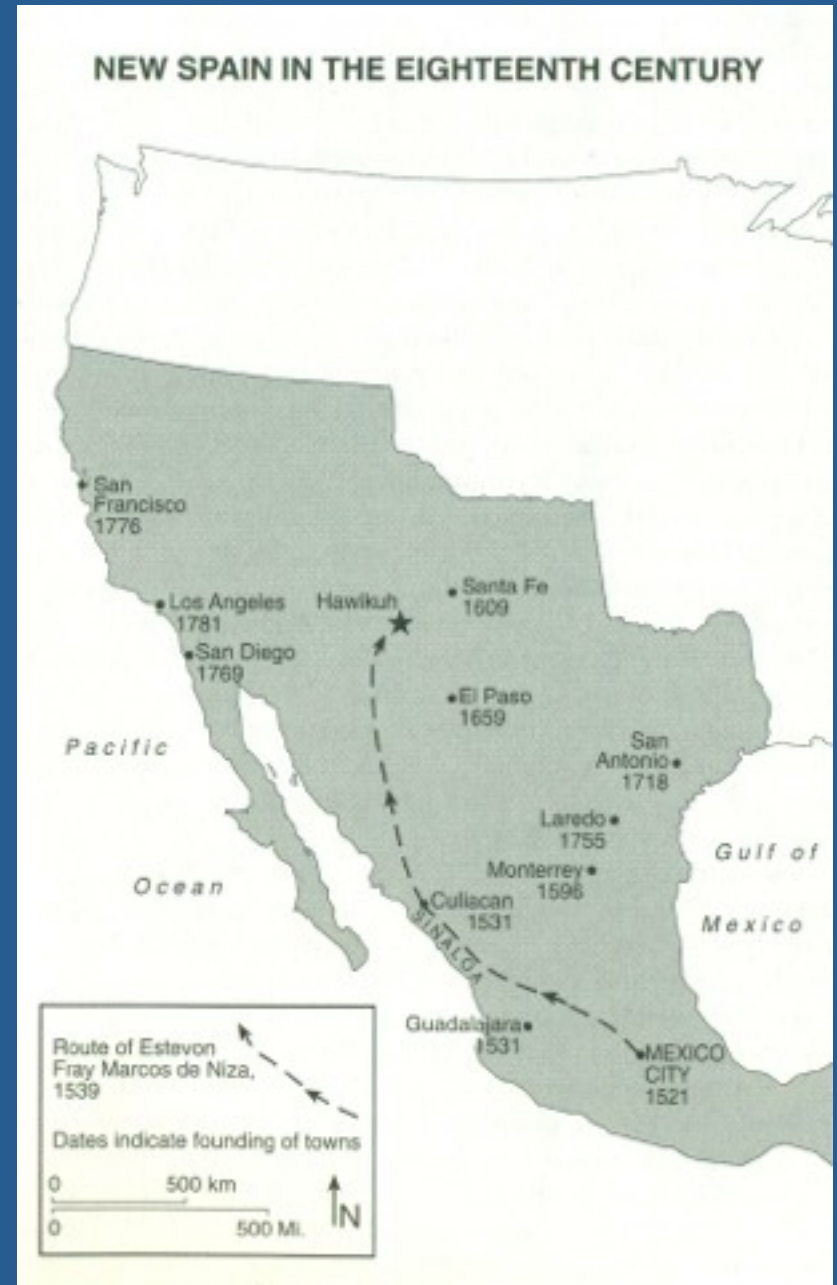 NEW SPAIN IN THE EIGHTEENTH CENTURY
San
Francisco
1776
Los Angeles
1781
San Diego
1769
Hawikuh
Santa Fe
1609
El Paso
1659
San
Antonio
1718
Laredo
1755
Monterrey
1596
Culiacan
1531
SINALOA
Guadalajara
1531
MEXICO
CITY
1521
Pacific
Ocean
Gulf of
Mexico
Route of Estevon
Fray Marcos de Niza,
1539
Dates indicate founding of towns
0 500 km
0 500 Mi.
N